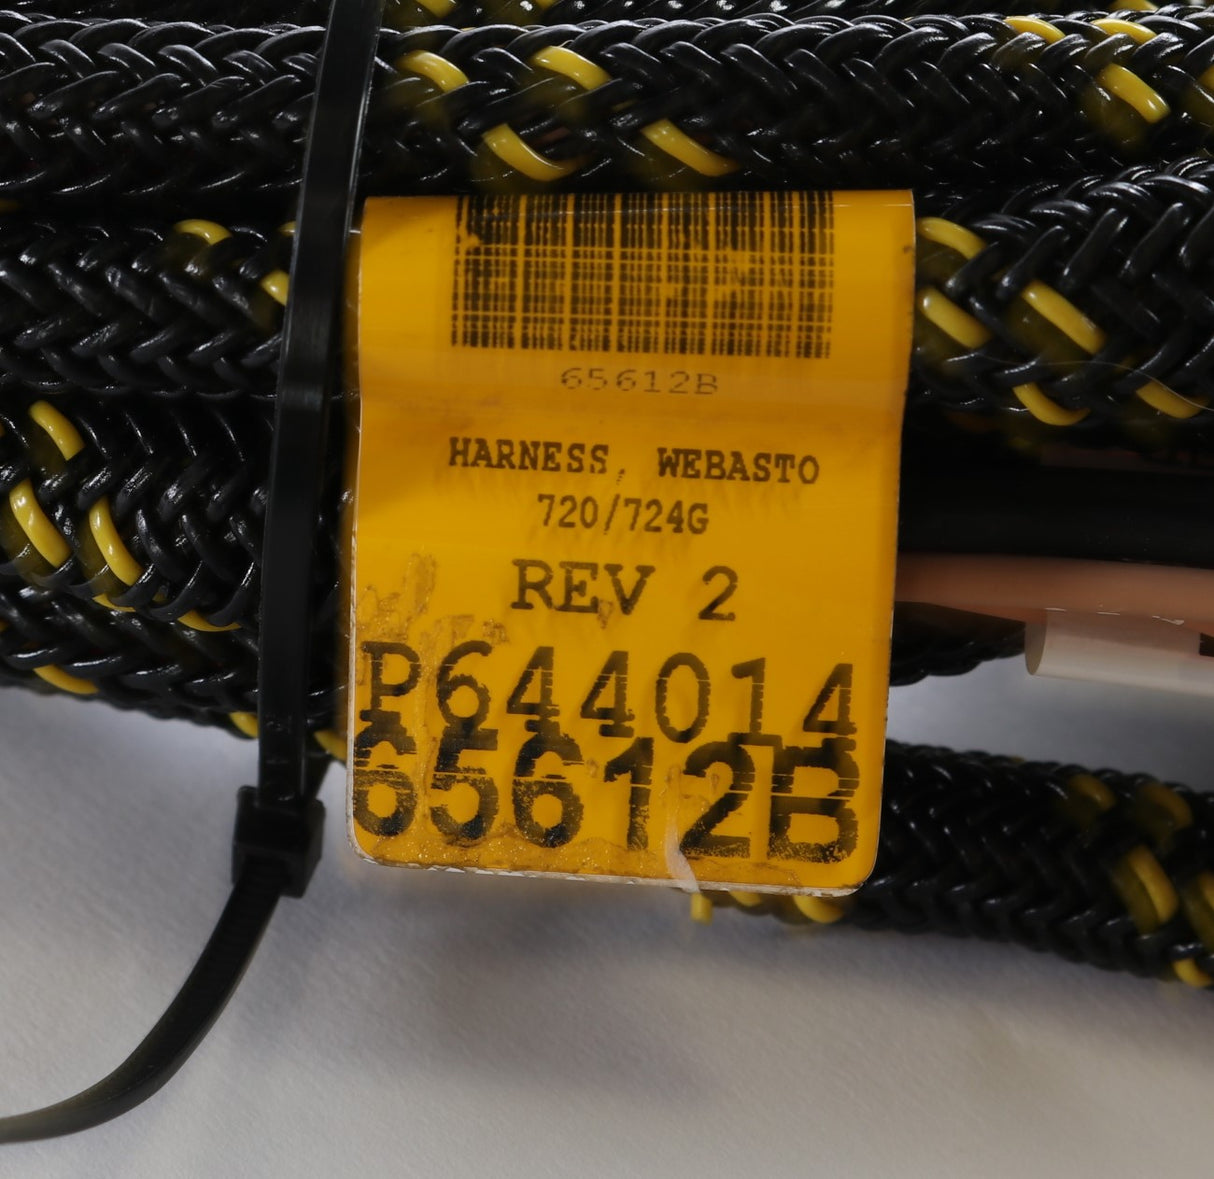 65612B
HARNESS, WEBASTO
720/724G
REV 2
P644014
65612B